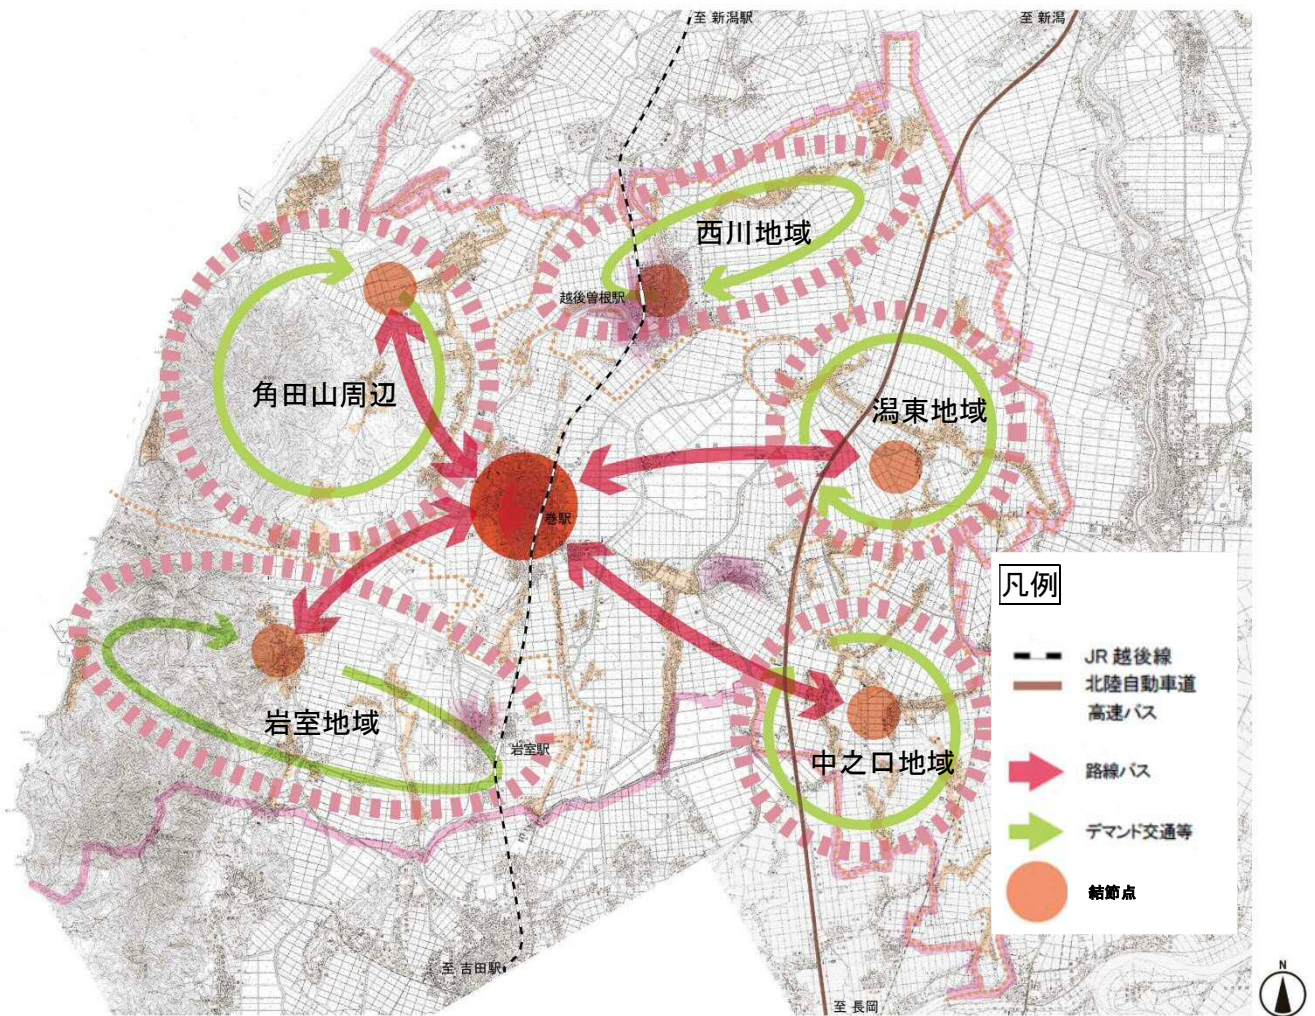 至 新潟駅
至 新潟
西川地域
越後曽根駅
角田山周辺
潟東地域
巻駅
岩室地域
岩室駅
中之口地域
至 吉田駅
至 長岡
凡例
JR 越後線
北陸自動車道
高速バス
路線バス
デマンド交通等
結節点
N